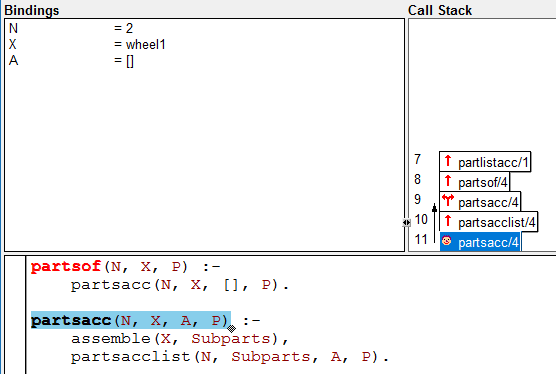 Bindings
N = 2
X = wheel1
A = []
Call Stack
7 partlistacc/1
8 partsof/4
9 partsacc/4
10 partsacclist/4
11 partsacc/4
partsof(N, X, P) :-
partsacc(N, X, [], P).
partsacc(N, X, A, P) :-
assemble(X, Subparts),
partsacclist(N, Subparts, A, P).